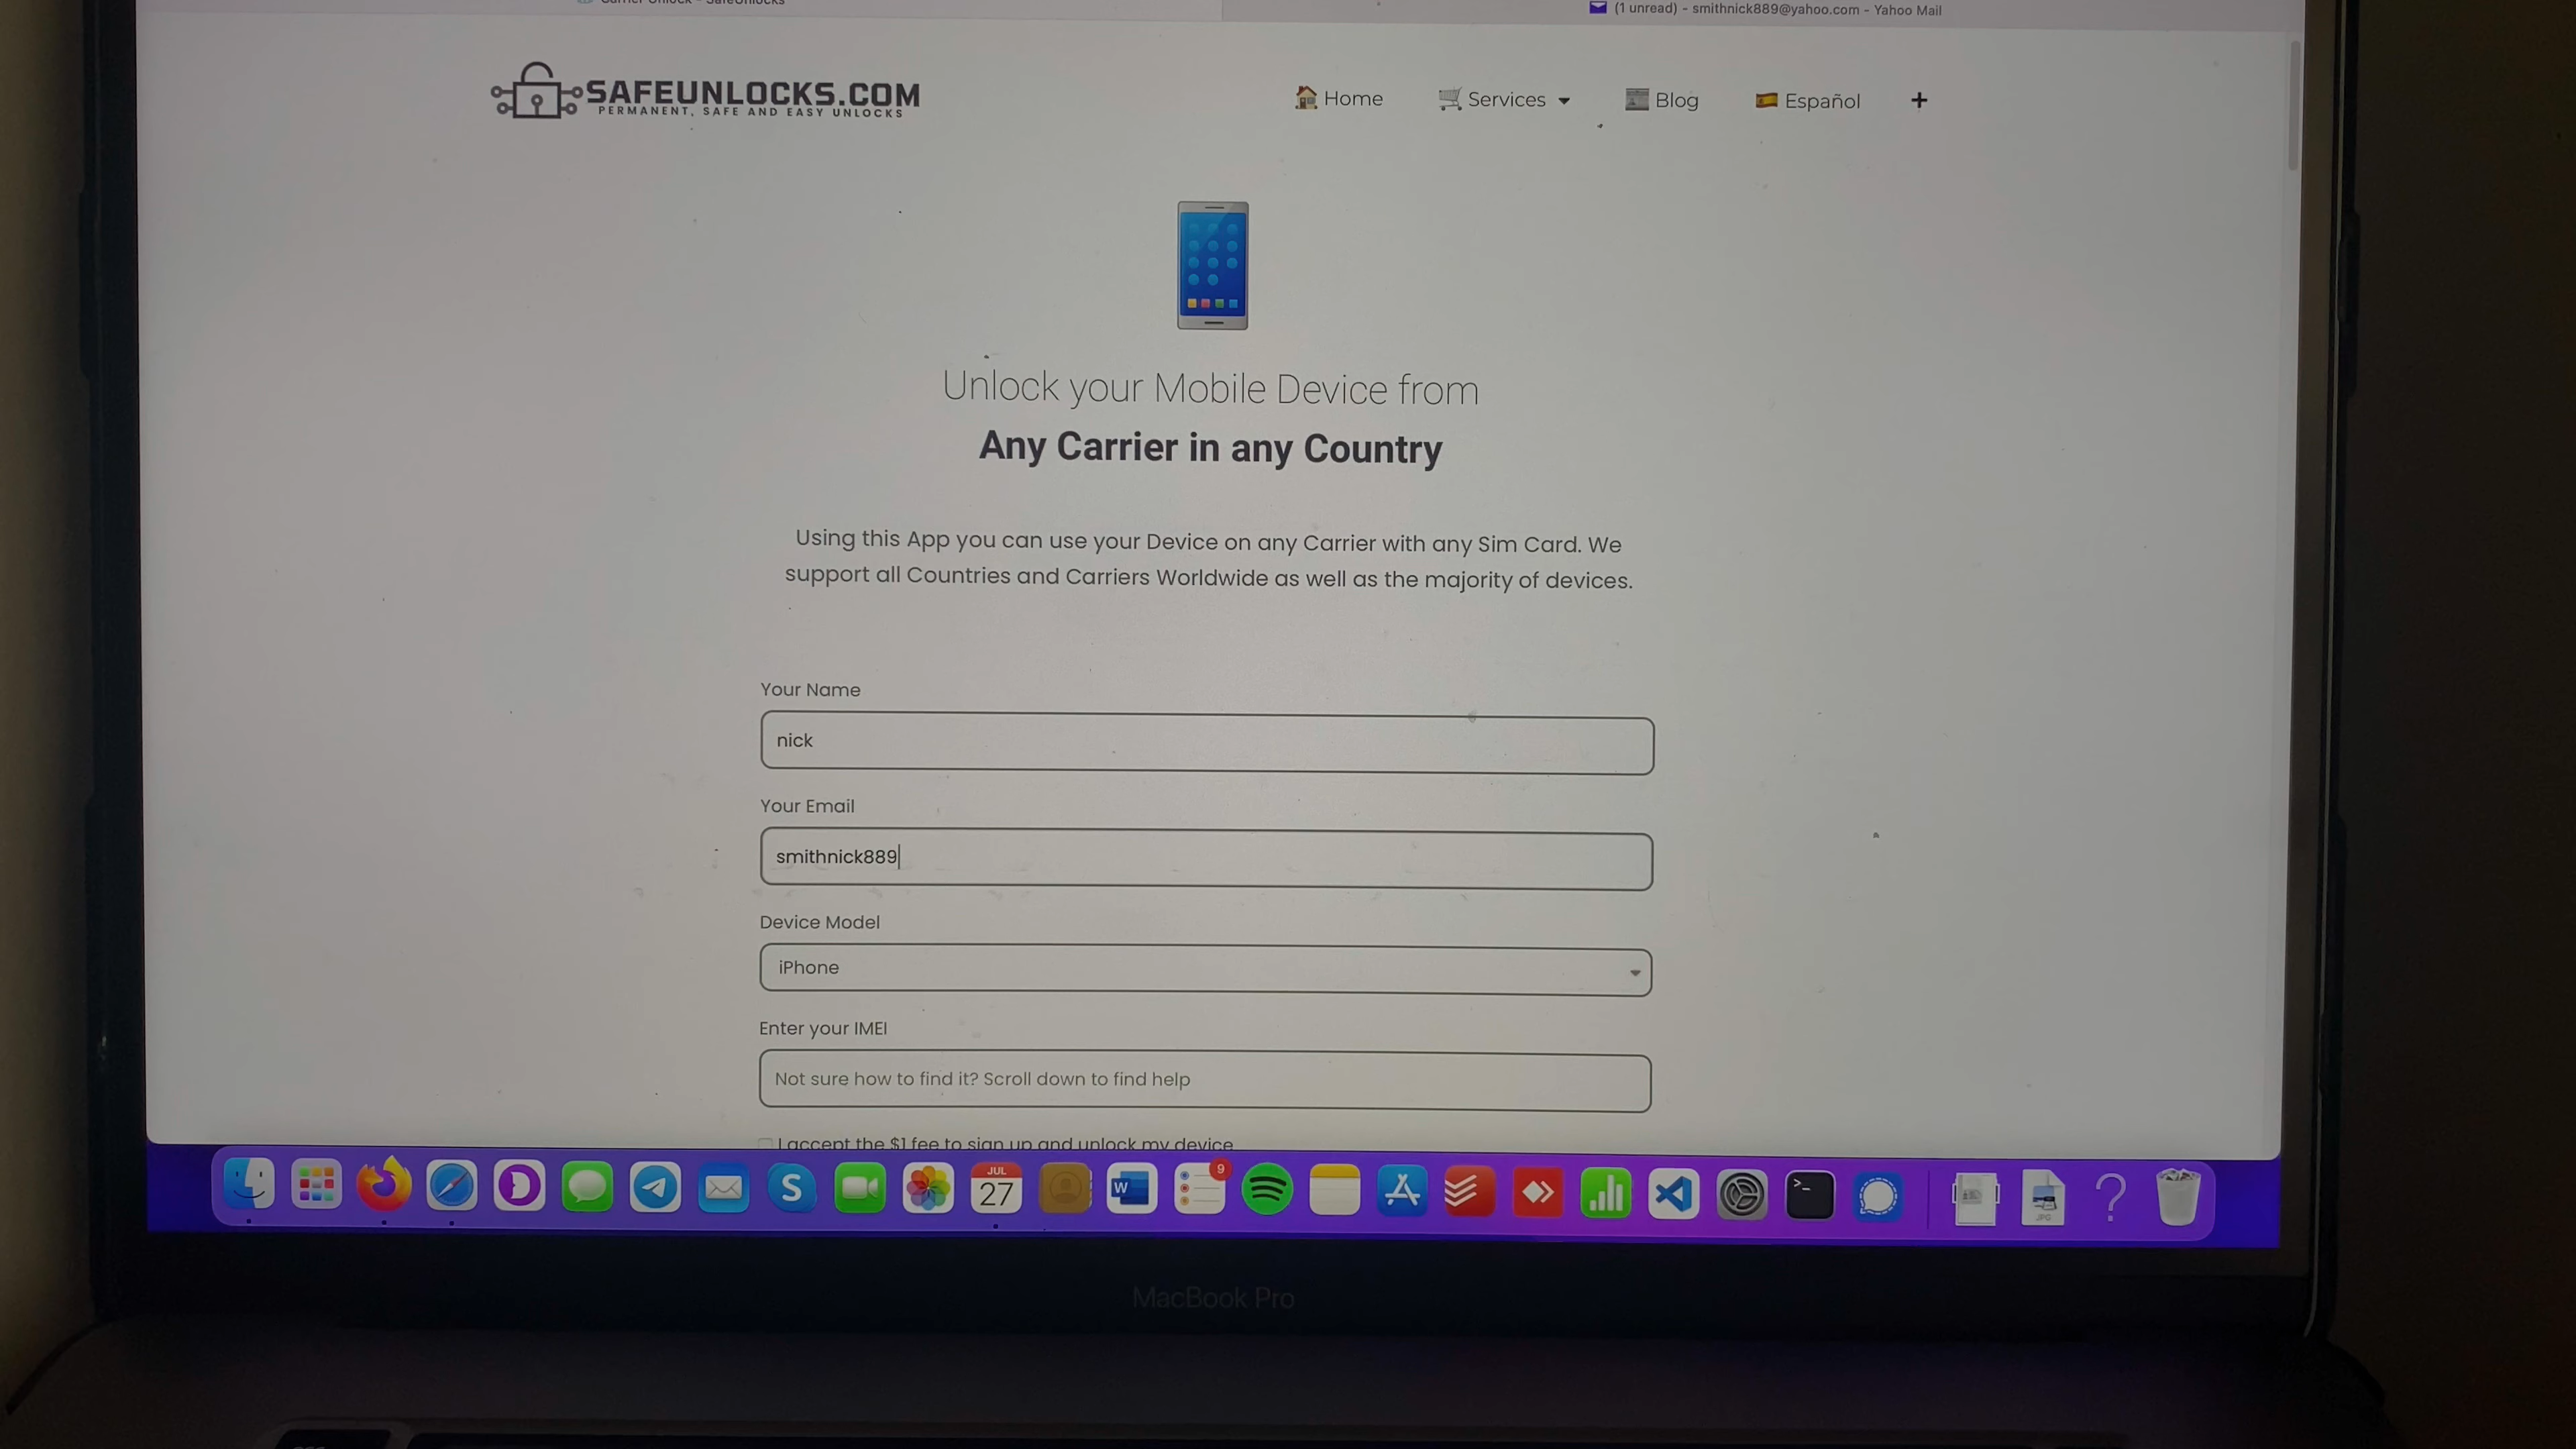 Carrier Unlock - SafeUnlocks
(1 unread) - smithnick889@yahoo.com - Yahoo Mail
SAFEUNLOCKS.COM
PERMANENT, SAFE AND EASY UNLOCKS
Home
Services
Blog
Español
+
Unlock your Mobile Device from
Any Carrier in any Country
Using this App you can use your Device on any Carrier with any Sim Card. We
support all Countries and Carriers Worldwide as well as the majority of devices.
Your Name
nick
Your Email
smithnick889
Device Model
iPhone
Enter your IMEI
Not sure how to find it? Scroll down to find help
I accept the $1 fee to sign up and unlock my device
JUL
27
W
9
S
>_
JPG
?
MacBook Pro